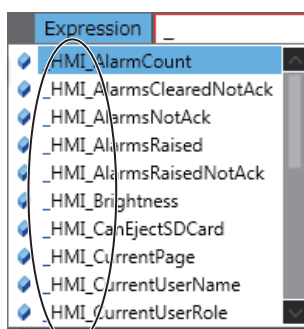 Expression _
_HMI_AlarmCount
_HMI_AlarmsClearedNotAck
_HMI_AlarmsNotAck
_HMI_AlarmsRaised
_HMI_AlarmsRaisedNotAck
_HMI_Brightness
_HMI_CanEjectSDCard
_HMI_CurrentPage
_HMI_CurrentUserName
_HMI_CurrentUserRole